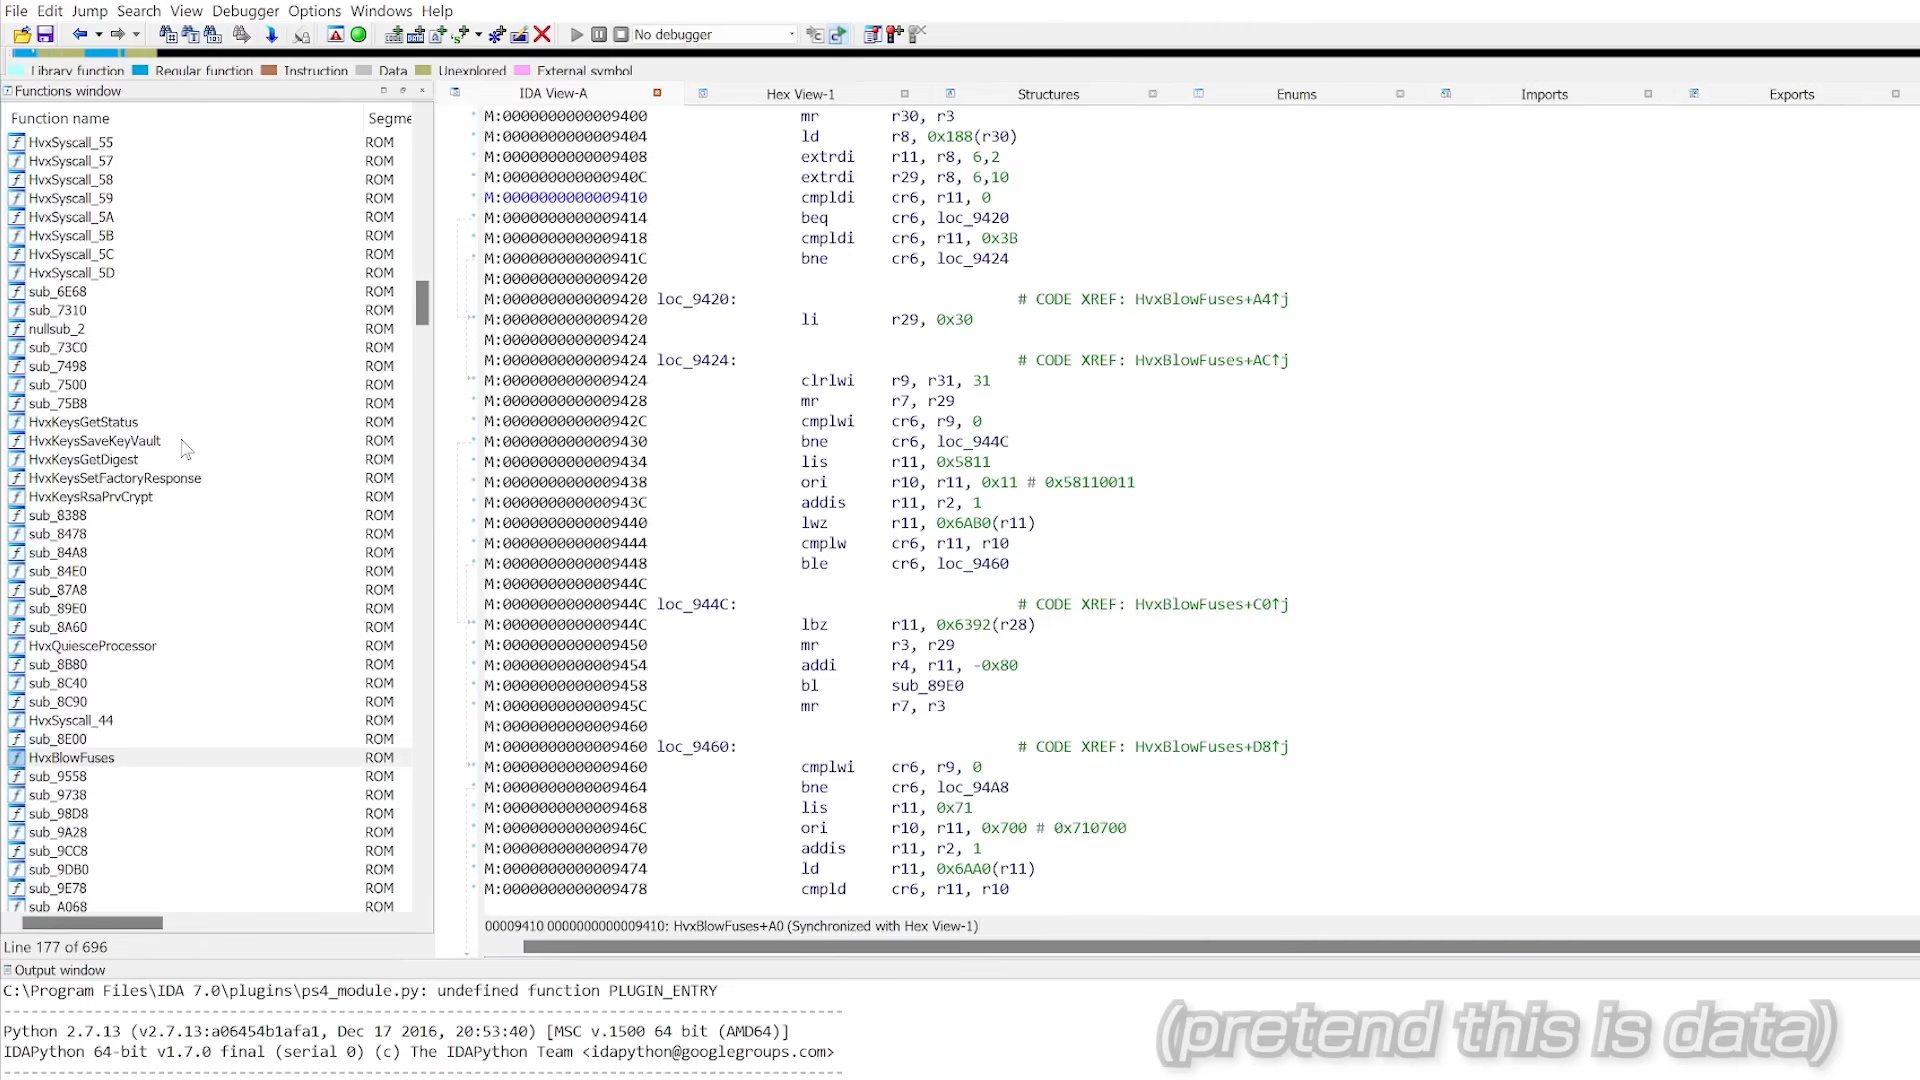 File Edit Jump Search View Debugger Options Windows Help
No debugger
Library function Regular function Instruction Data Unexplored External symbol
Functions window
IDA View-A Hex View-1 Structures Enums Imports Exports
Function name Segme
HvxSyscall_55 ROM
HvxSyscall_57 ROM
HvxSyscall_58 ROM
HvxSyscall_59 ROM
HvxSyscall_5A ROM
HvxSyscall_5B ROM
HvxSyscall_5C ROM
HvxSyscall_5D ROM
sub_6E68 ROM
sub_7310 ROM
nullsub_2 ROM
sub_73C0 ROM
sub_7498 ROM
sub_7500 ROM
sub_75B8 ROM
HvxKeysGetStatus ROM
HvxKeysSaveKeyVault ROM
HvxKeysGetDigest ROM
HvxKeysSetFactoryResponse ROM
HvxKeysRsaPrvCrypt ROM
sub_8388 ROM
sub_8478 ROM
sub_84A8 ROM
sub_84E0 ROM
sub_87A8 ROM
sub_89E0 ROM
sub_8A60 ROM
HvxQuiesceProcessor ROM
sub_8B80 ROM
sub_8C40 ROM
sub_8C90 ROM
HvxSyscall_44 ROM
sub_8E00 ROM
HvxBlowFuses ROM
sub_9558 ROM
sub_9738 ROM
sub_98D8 ROM
sub_9A28 ROM
sub_9CC8 ROM
sub_9DB0 ROM
sub_9E78 ROM
sub_A068 ROM
Line 177 of 696
M:0000000000009400 mr r30, r3
M:0000000000009404 ld r8, 0x188(r30)
M:0000000000009408 extrdi r11, r8, 6,2
M:000000000000940C extrdi r29, r8, 6,10
M:0000000000009410 cmpldi cr6, r11, 0
M:0000000000009414 beq cr6, loc_9420
M:0000000000009418 cmpldi cr6, r11, 0x3B
M:000000000000941C bne cr6, loc_9424
M:0000000000009420
M:0000000000009420 loc_9420: # CODE XREF: HvxBlowFuses+A4↑j
M:0000000000009420 li r29, 0x30
M:0000000000009424
M:0000000000009424 loc_9424: # CODE XREF: HvxBlowFuses+AC↑j
M:0000000000009424 clrlwi r9, r31, 31
M:0000000000009428 mr r7, r29
M:000000000000942C cmplwi cr6, r9, 0
M:0000000000009430 bne cr6, loc_944C
M:0000000000009434 lis r11, 0x5811
M:0000000000009438 ori r10, r11, 0x11 # 0x58110011
M:000000000000943C addis r11, r2, 1
M:0000000000009440 lwz r11, 0x6AB0(r11)
M:0000000000009444 cmplw cr6, r11, r10
M:0000000000009448 ble cr6, loc_9460
M:000000000000944C
M:000000000000944C loc_944C: # CODE XREF: HvxBlowFuses+C0↑j
M:000000000000944C lbz r11, 0x6392(r28)
M:0000000000009450 mr r3, r29
M:0000000000009454 addi r4, r11, -0x80
M:0000000000009458 bl sub_89E0
M:000000000000945C mr r7, r3
M:0000000000009460
M:0000000000009460 loc_9460: # CODE XREF: HvxBlowFuses+D8↑j
M:0000000000009460 cmplwi cr6, r9, 0
M:0000000000009464 bne cr6, loc_94A8
M:0000000000009468 lis r11, 0x71
M:000000000000946C ori r10, r11, 0x700 # 0x710700
M:0000000000009470 addis r11, r2, 1
M:0000000000009474 ld r11, 0x6AA0(r11)
M:0000000000009478 cmpld cr6, r11, r10
00009410 0000000000009410: HvxBlowFuses+A0 (Synchronized with Hex View-1)
Output window
C:\Program Files\IDA 7.0\plugins\ps4_module.py: undefined function PLUGIN_ENTRY
Python 2.7.13 (v2.7.13:a06454b1afa1, Dec 17 2016, 20:53:40) [MSC v.1500 64 bit (AMD64)]
IDAPython 64-bit v1.7.0 final (serial 0) (c) The IDAPython Team <idapython@googlegroups.com>
(pretend this is data)